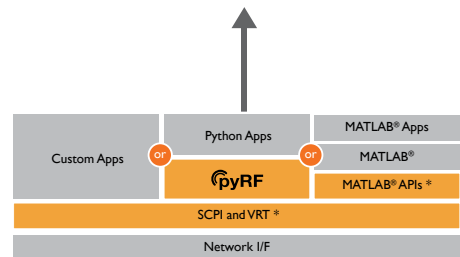 MATLAB® Apps
Python Apps
Custom Apps
or
or
MATLAB®
pyRF
MATLAB® APIs *
SCPI and VRT *
Network I/F